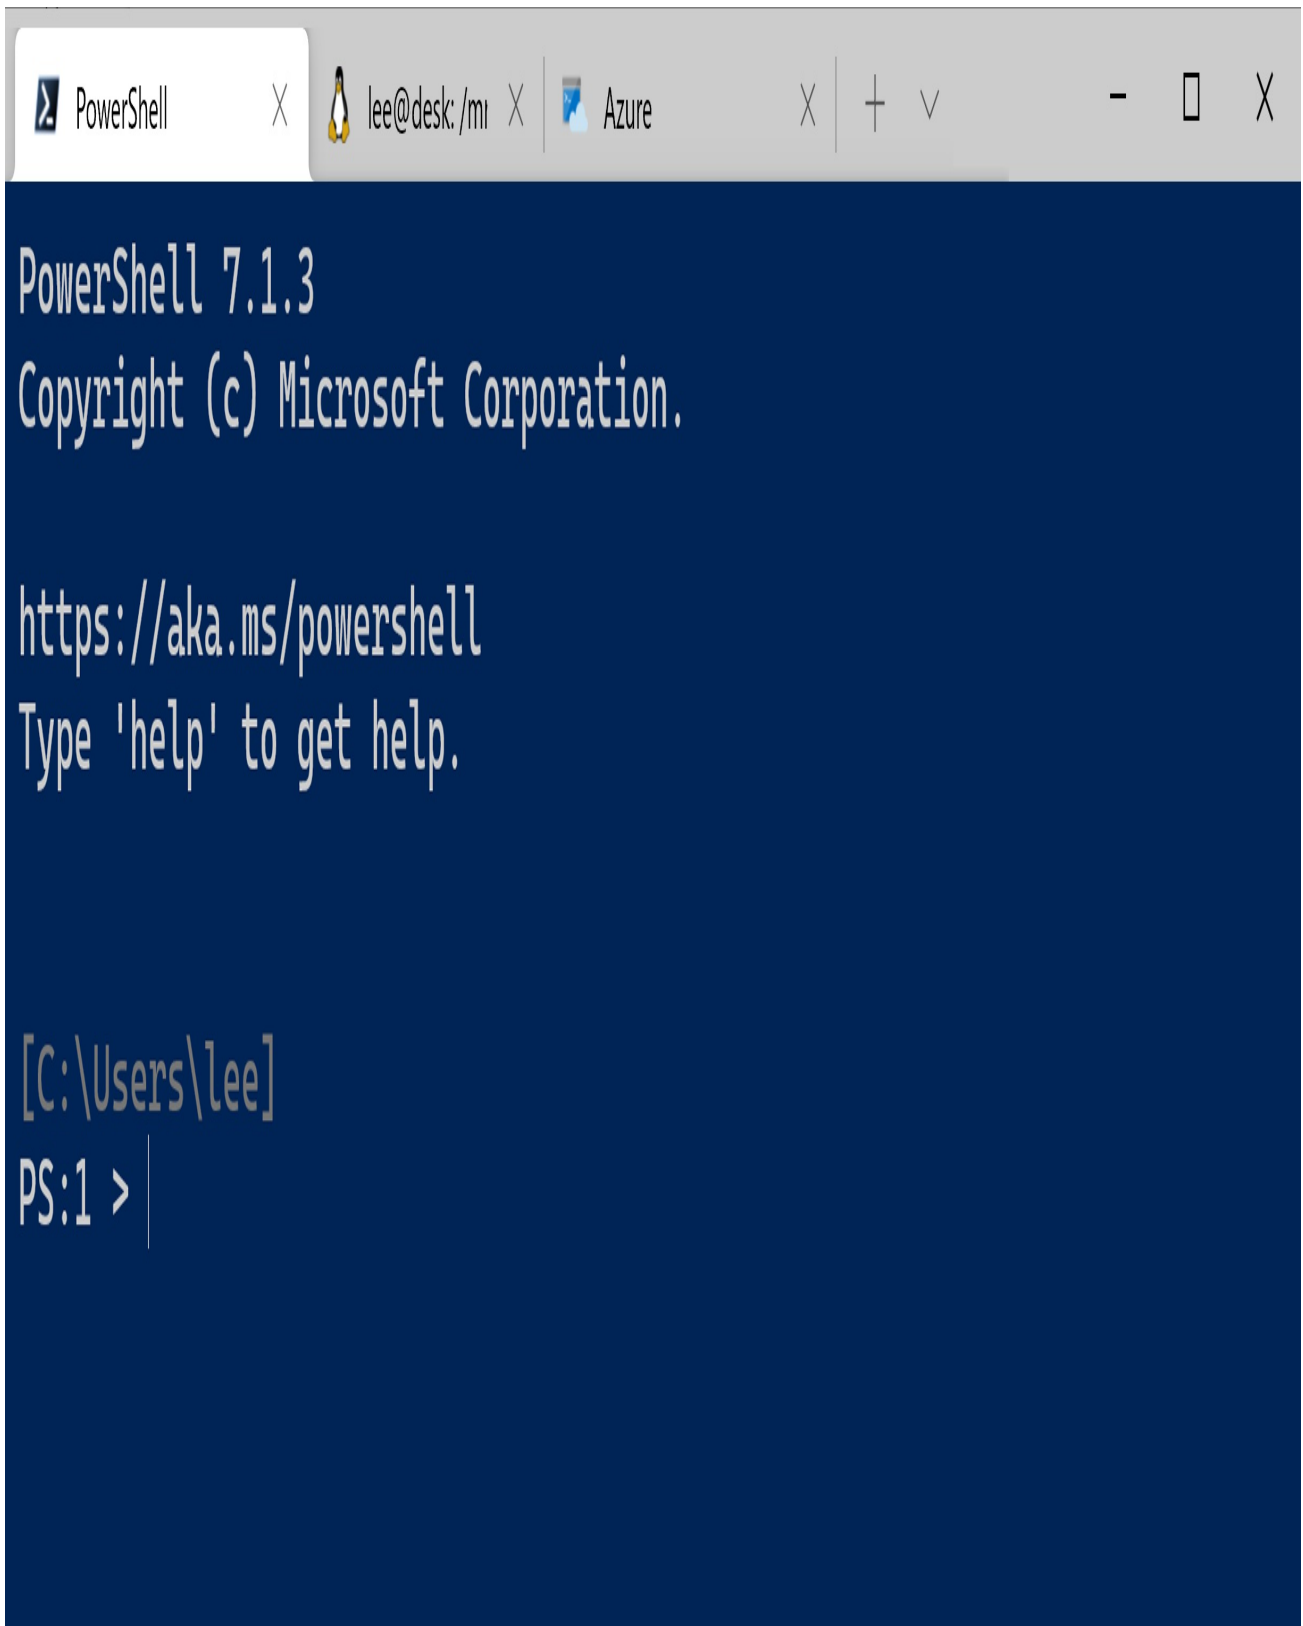 PowerShell
lee@desk: /mr
Azure
PowerShell 7.1.3
Copyright (c) Microsoft Corporation.
https://aka.ms/powershell
Type 'help' to get help.
[C:\Users\lee]
PS:1 >